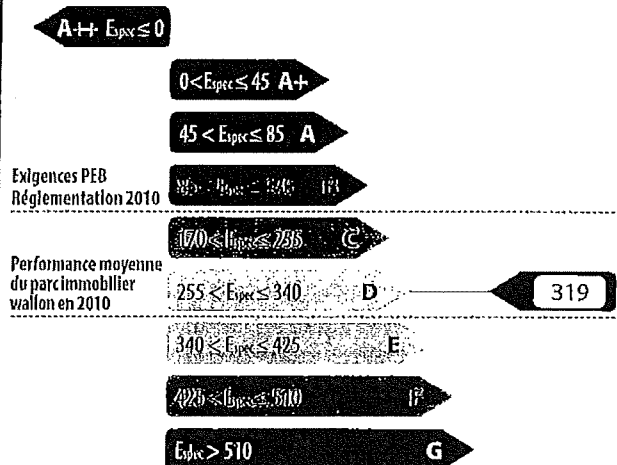 A++ Espec ≤ 0
0 < Espec ≤ 45 A+
45 < Espec ≤ 85 A
Exigences PEB
Réglementation 2010
B
170 < Espec ≤ 255 C
Performance moyenne
du parc immobilier
wallon en 2010
255 < Espec ≤ 340 D
319
340 < Espec ≤ 425 E
425 < Espec ≤ 510 F
Espec > 510 G